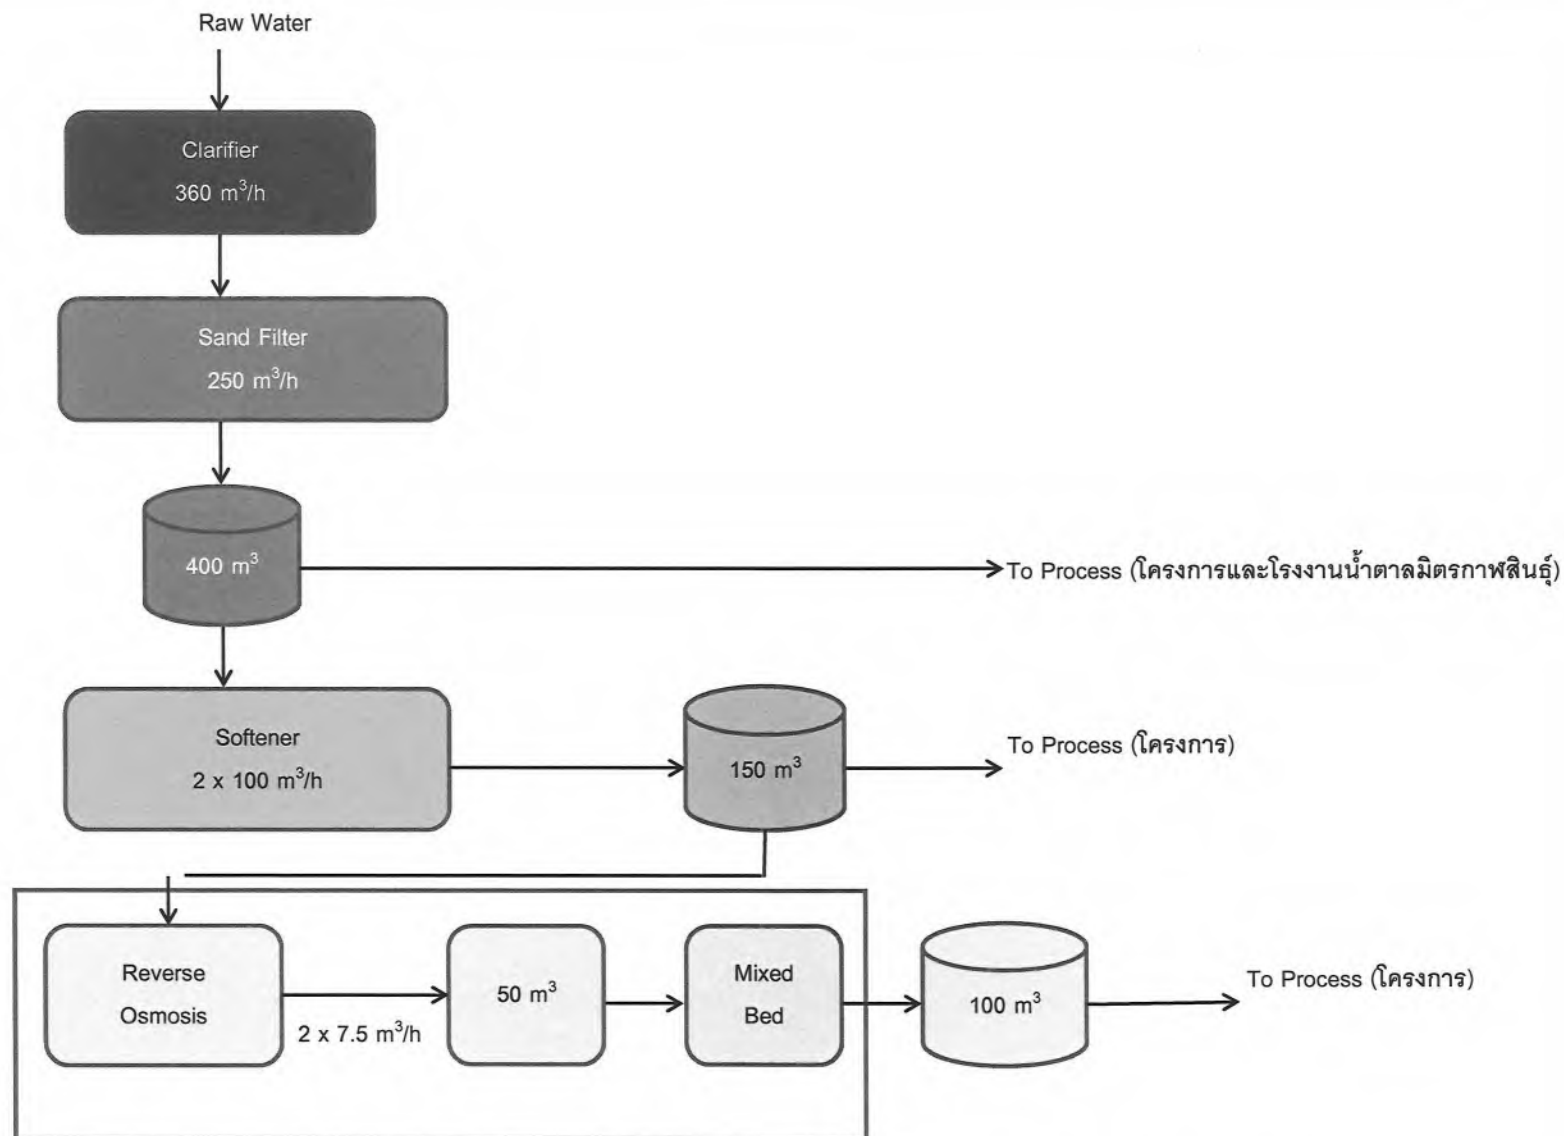 Raw Water
Clarifier
360 m³/h
Sand Filter
250 m³/h
400 m³
To Process (โครงการและโรงงานน้ำตาลมิตรกาฬสินธุ์)
Softener
2 x 100 m³/h
150 m³
To Process (โครงการ)
Reverse
Osmosis
2 x 7.5 m³/h
50 m³
Mixed
Bed
100 m³
To Process (โครงการ)